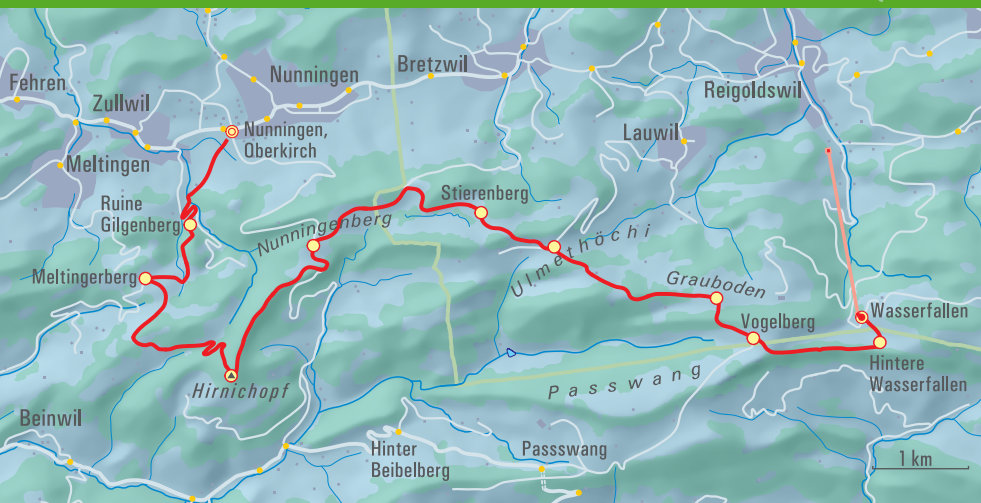 Bretzwil
Nunningen
Fehren
Reigoldswil
Zullwil
Nunningen,
Oberkirch
Lauwil
Meltingen
Ruine
Gilgenberg
Stierenberg
Nunningenberg
Ulmethöchi
Meltingerberg
Grauboden
Wasserfallen
Vogelberg
Hintere
Wasserfallen
Passwang
Hirnichopf
Beinwil
Hinter
Beibelberg
Passswang
1 km